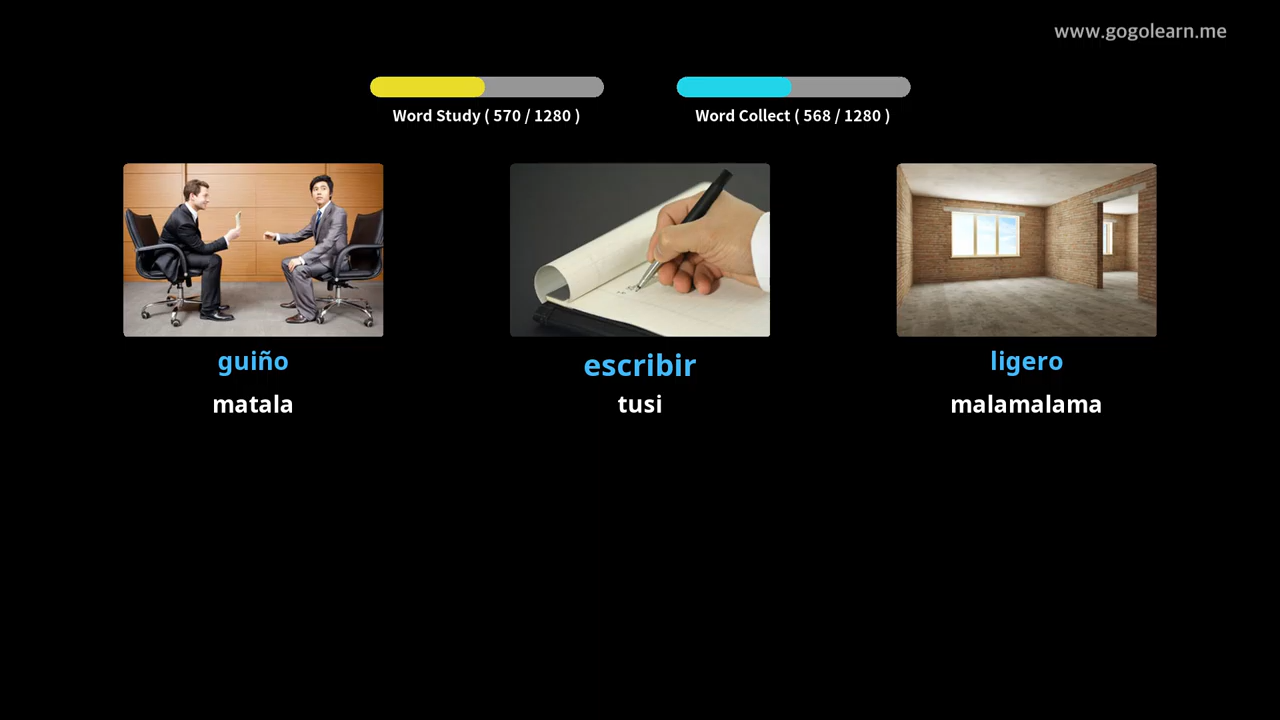 www.gogolearn.me
Word Study ( 570 / 1280 )
Word Collect ( 568 / 1280 )
guiño
escribir
ligero
matala
tusi
malamalama